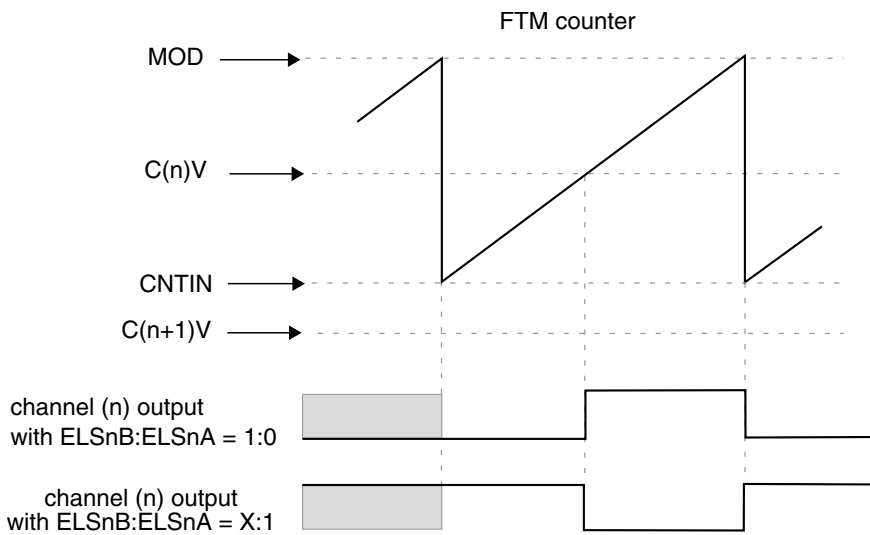 FTM counter
MOD
C(n)V
CNTIN
C(n+1)V
channel (n) output
with ELSnB:ELSnA = 1:0
channel (n) output
with ELSnB:ELSnA = X:1